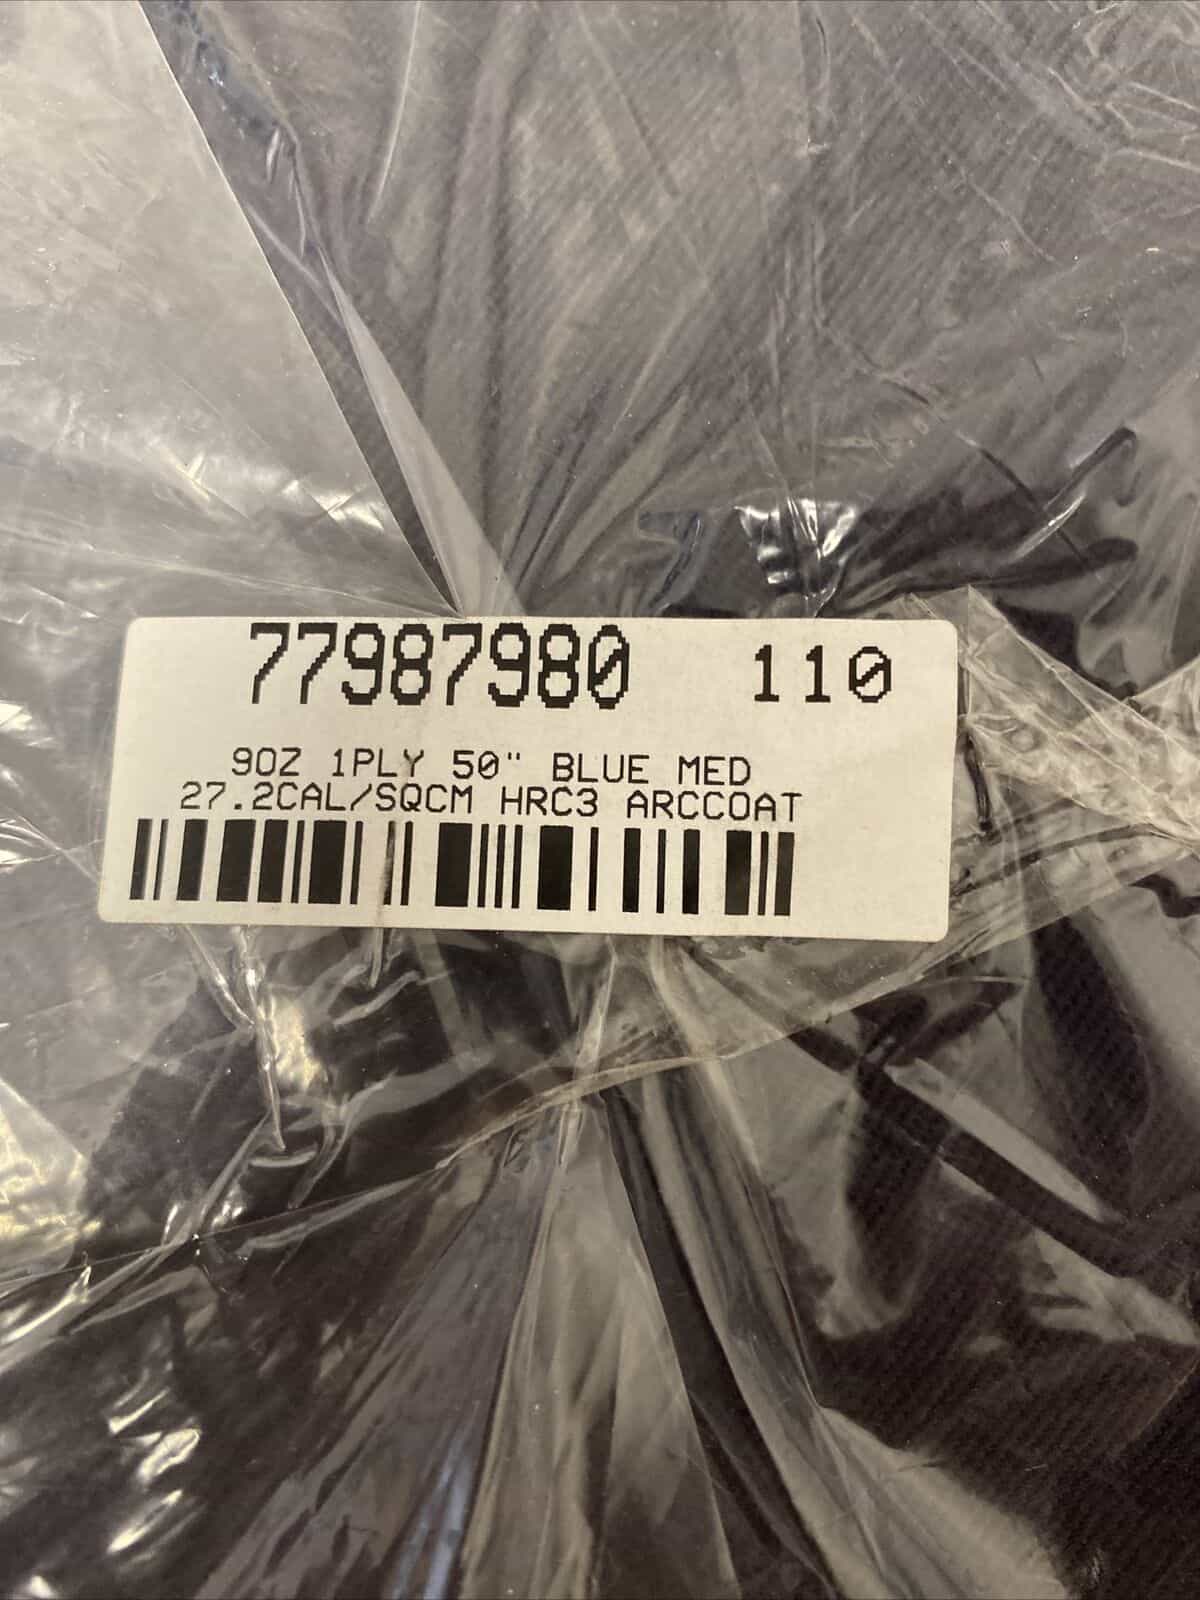 77987980 110
9OZ 1PLY 50" BLUE MED
27.2CAL/SQCM HRC3 ARCCOAT